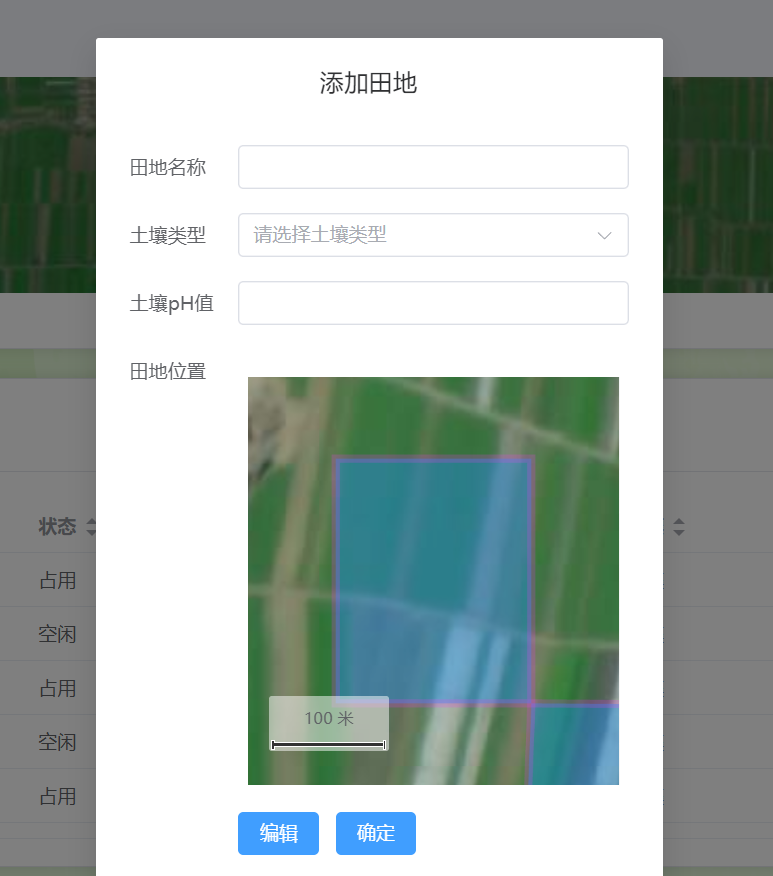 添加田地
田地名称
土壤类型 请选择土壤类型
土壤pH值
田地位置
100 米
编辑 确定
状态
占用
空闲
占用
空闲
占用